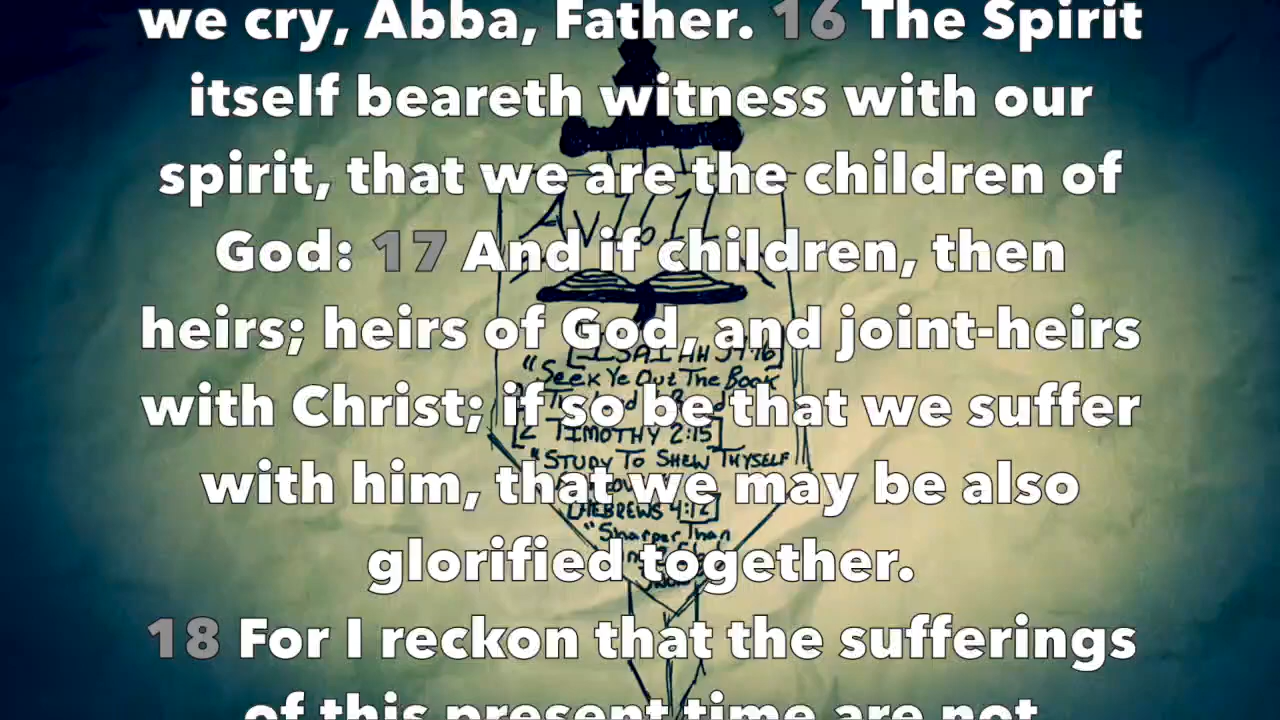 we cry, Abba, Father. 16 The Spirit
itself beareth witness with our
spirit, that we are the children of
God: 17 And if children, then
heirs; heirs of God, and joint-heirs
with Christ; if so be that we suffer
with him, that we may be also
glorified together.
18 For I reckon that the sufferings
of this present time are not
[ISAIAH
"Seek Ye Out The Book
[2 TIMOTHY 2:15]
"STUDY TO SHEW THYSELF
[HEBREWS 4:12]
"Sharper Than